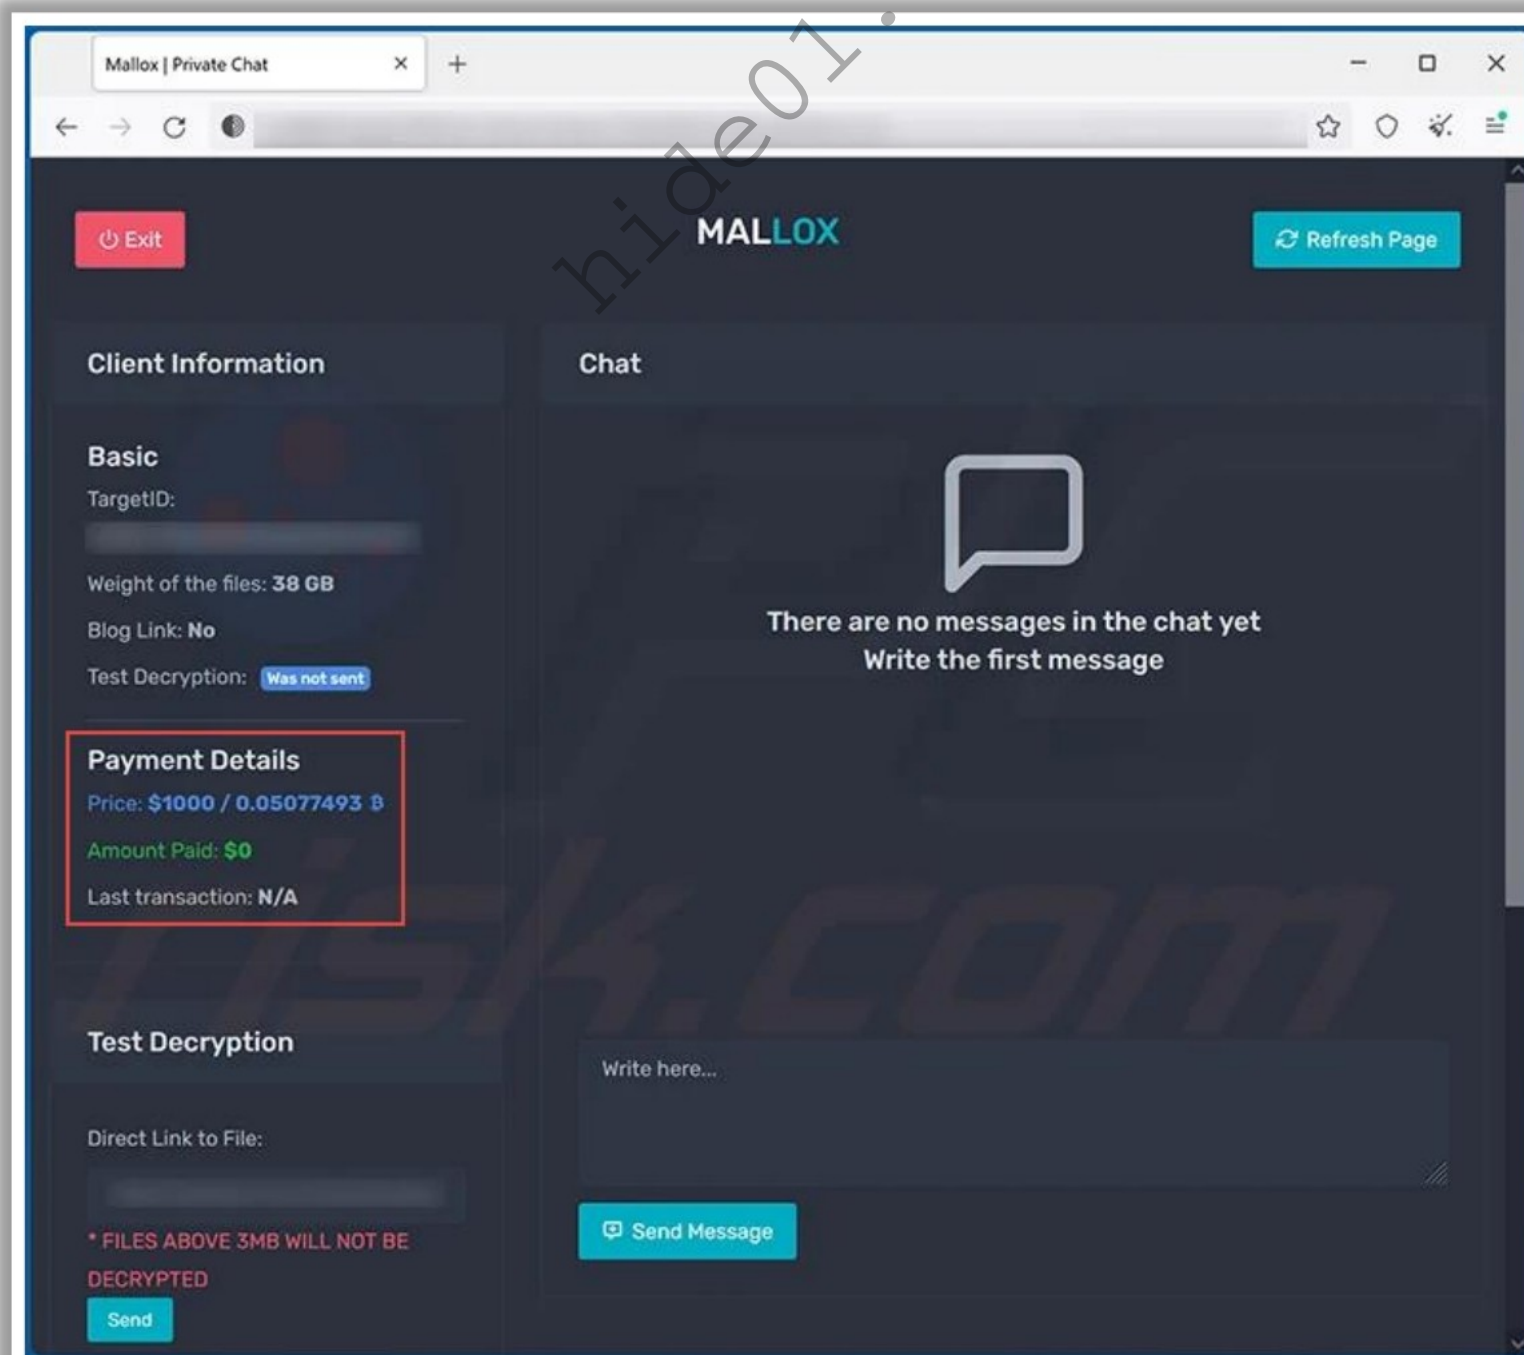 Mallox | Private Chat
hide01.
Exit
MALLOX
Refresh Page
Client Information
Basic
TargetID:
Weight of the files: 38 GB
Blog Link: No
Test Decryption: Was not sent
Payment Details
Price: $1000 / 0.05077493 ₿
Amount Paid: $0
Last transaction: N/A
Test Decryption
Direct Link to File:
* FILES ABOVE 3MB WILL NOT BE
DECRYPTED
Send
Chat
There are no messages in the chat yet
Write the first message
risk.com
Write here...
Send Message